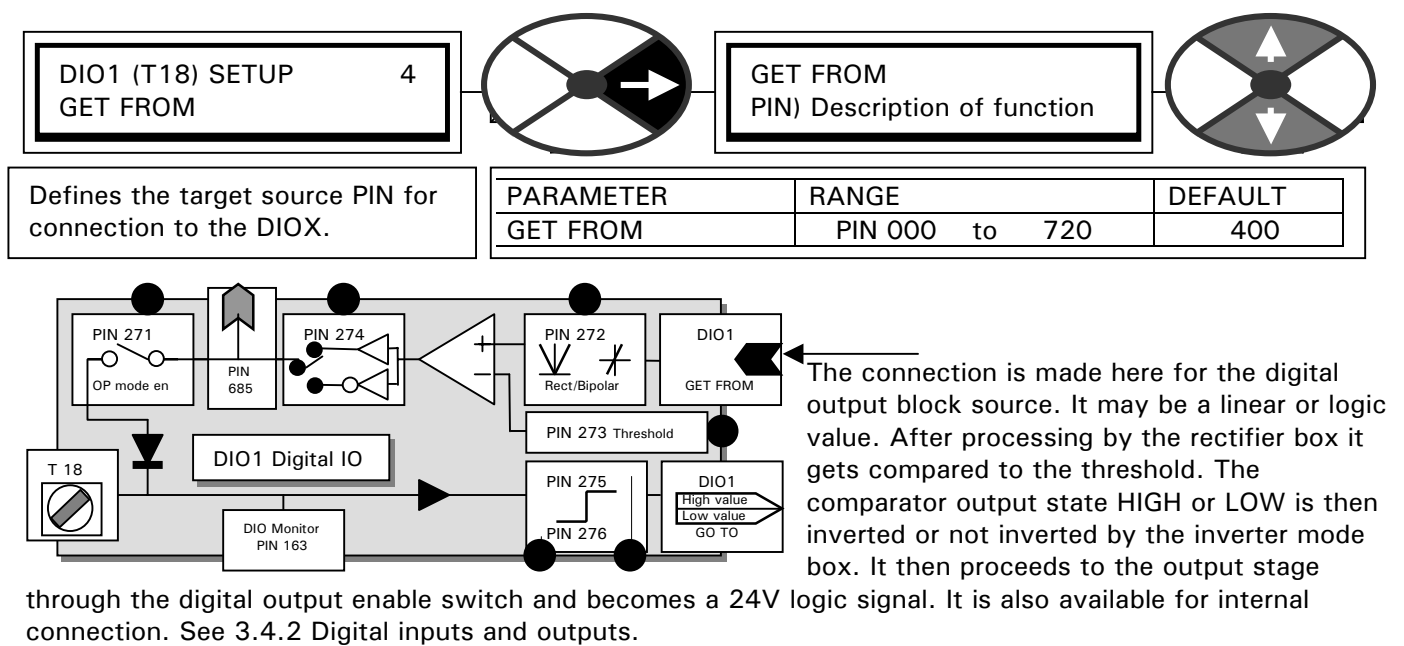 DIO1 (T18) SETUP 4
GET FROM
GET FROM
PIN) Description of function
Defines the target source PIN for
connection to the DIOX.
PARAMETER RANGE DEFAULT
GET FROM PIN 000 to 720 400
PIN 271
OP mode en
PIN
685
PIN 274
+
−
PIN 272
Rect/Bipolar
DIO1
GET FROM
PIN 273 Threshold
DIO1 Digital IO
T 18
DIO Monitor
PIN 163
PIN 275
PIN 276
DIO1
High value
Low value
GO TO
The connection is made here for the digital
output block source. It may be a linear or logic
value. After processing by the rectifier box it
gets compared to the threshold. The
comparator output state HIGH or LOW is then
inverted or not inverted by the inverter mode
box. It then proceeds to the output stage
through the digital output enable switch and becomes a 24V logic signal. It is also available for internal
connection. See 3.4.2 Digital inputs and outputs.